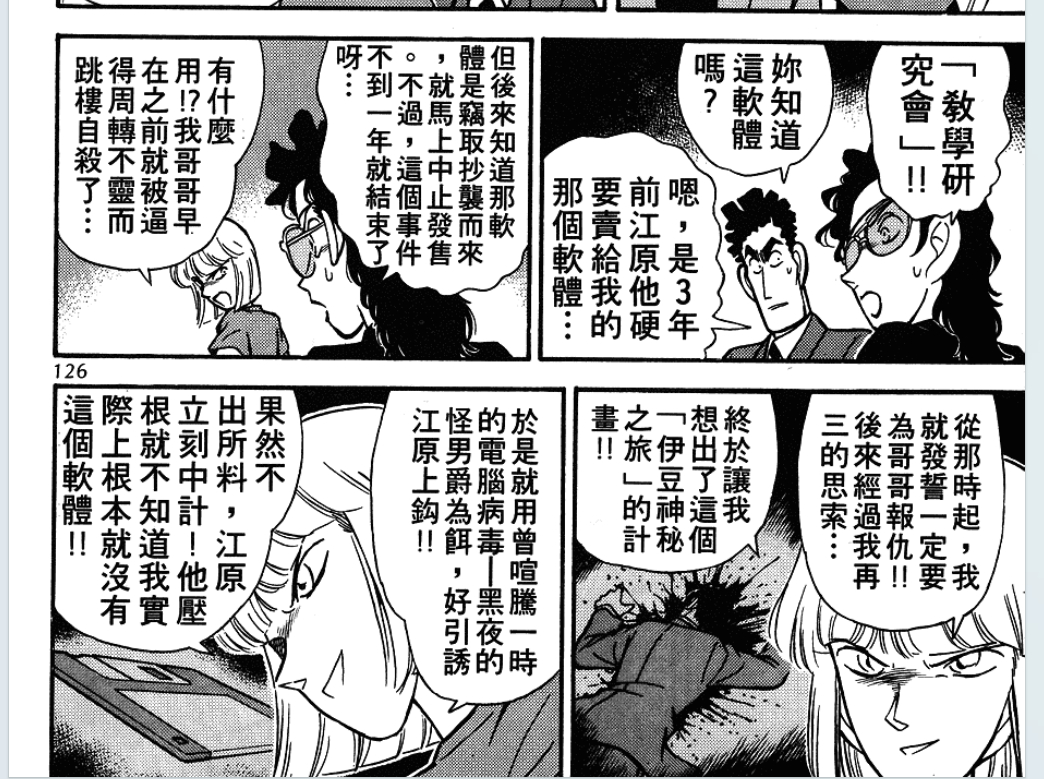 「教學研
究會」!!
妳知道
這軟體
嗎？
嗯，是3年
前江原他硬
要賣給我的
那個軟體…
但後來知道那軟
體是竊取抄襲而來
，就馬上中止發售
。不過，這個事件
不到一年就結束了
呀…
有什麼
用!?我哥哥早
在之前就被逼
得周轉不靈而
跳樓自殺了…
126
從那時起，我
就發誓一定要
為哥哥報仇!!
後來經過我再
三的思索…
終於讓我
想出了這個
「伊豆神秘
之旅」的計
畫!!
於是就用曾喧騰一時
的電腦病毒—黑夜的
怪男爵為餌，好引誘
江原上鈎!!
果然不
出所料，江原
立刻中計！他壓
根就不知道我實
際上根本就沒有
這個軟體!!